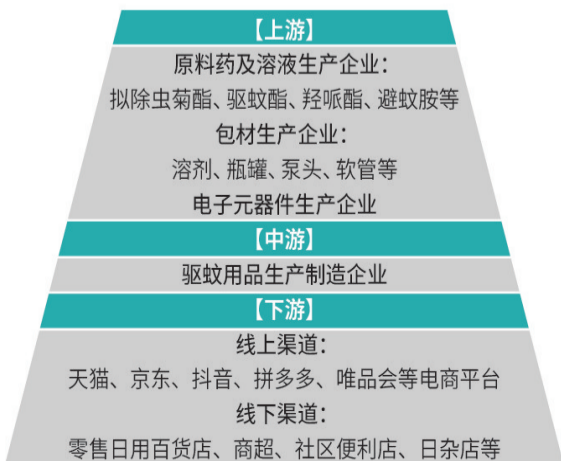 【上游】
原料药及溶液生产企业：
拟除虫菊酯、驱蚊酯、羟哌酯、避蚊胺等
包材生产企业：
溶剂、瓶罐、泵头、软管等
电子元器件生产企业
【中游】
驱蚊用品生产制造企业
【下游】
线上渠道：
天猫、京东、抖音、拼多多、唯品会等电商平台
线下渠道：
零售日用百货店、商超、社区便利店、日杂店等